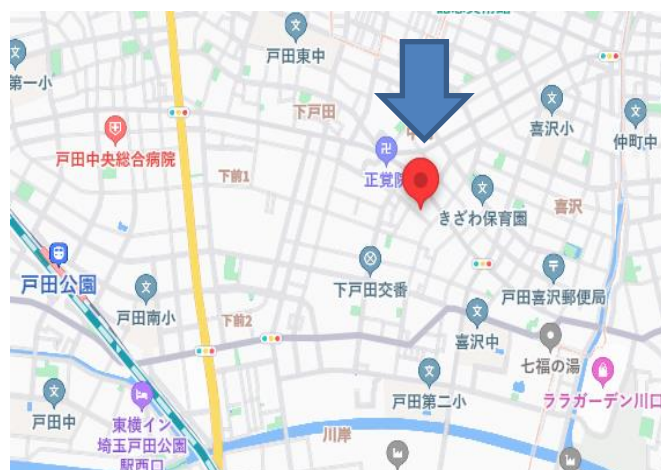 戸田東中
第一小
下戸田
喜沢小
仲町中
戸田中央総合病院
正覚院
下前1
きざわ保育園
喜沢
戸田公園
下戸田交番
戸田喜沢郵便局
戸田南小
下前2
喜沢中
七福の湯
ララガーデン川口
戸田第二小
戸田中
東横イン
埼玉戸田公園
駅西口
川岸